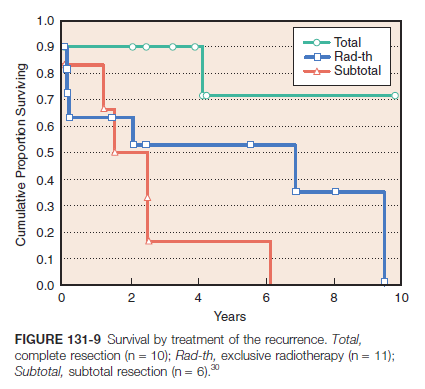 1.0
0.9
0.8
0.7
0.6
0.5
0.4
0.3
0.2
0.1
0.0
Cumulative Proportion Surviving
Total
Rad-th
Subtotal
0 2 4 6 8 10
Years
FIGURE 131-9 Survival by treatment of the recurrence. Total,
complete resection (n = 10); Rad-th, exclusive radiotherapy (n = 11);
Subtotal, subtotal resection (n = 6).30